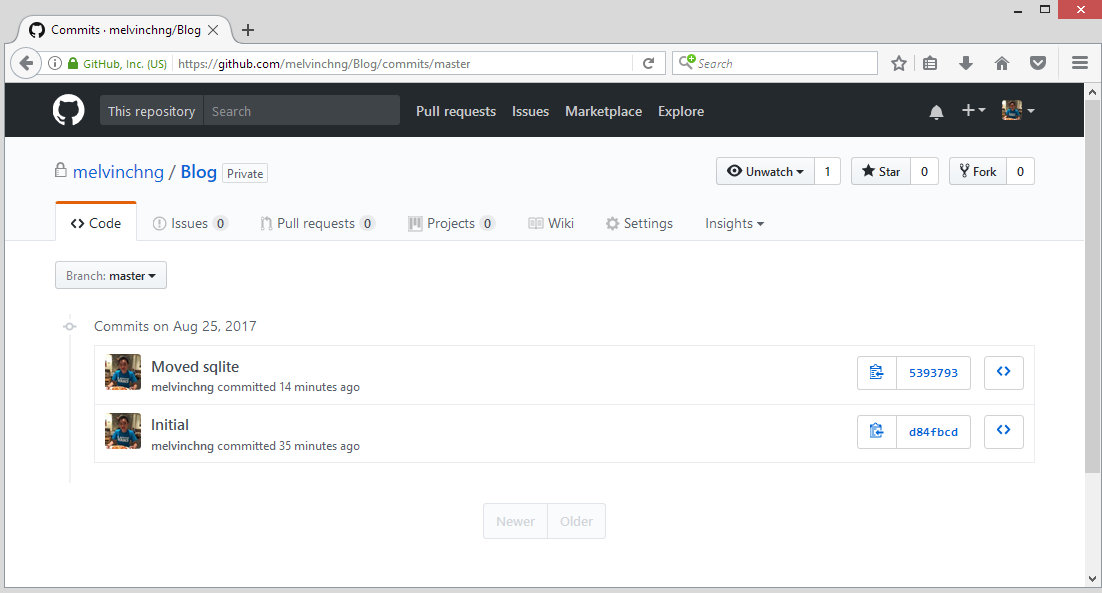 Commits · melvinchng/Blog
GitHub, Inc. (US) https://github.com/melvinchng/Blog/commits/master Search
This repository Search Pull requests Issues Marketplace Explore
melvinchng / Blog Private Unwatch 1 Star 0 Fork 0
Code Issues 0 Pull requests 0 Projects 0 Wiki Settings Insights
Branch: master
Commits on Aug 25, 2017
Moved sqlite
melvinchng committed 14 minutes ago 5393793
Initial
melvinchng committed 35 minutes ago d84fbcd
Newer Older